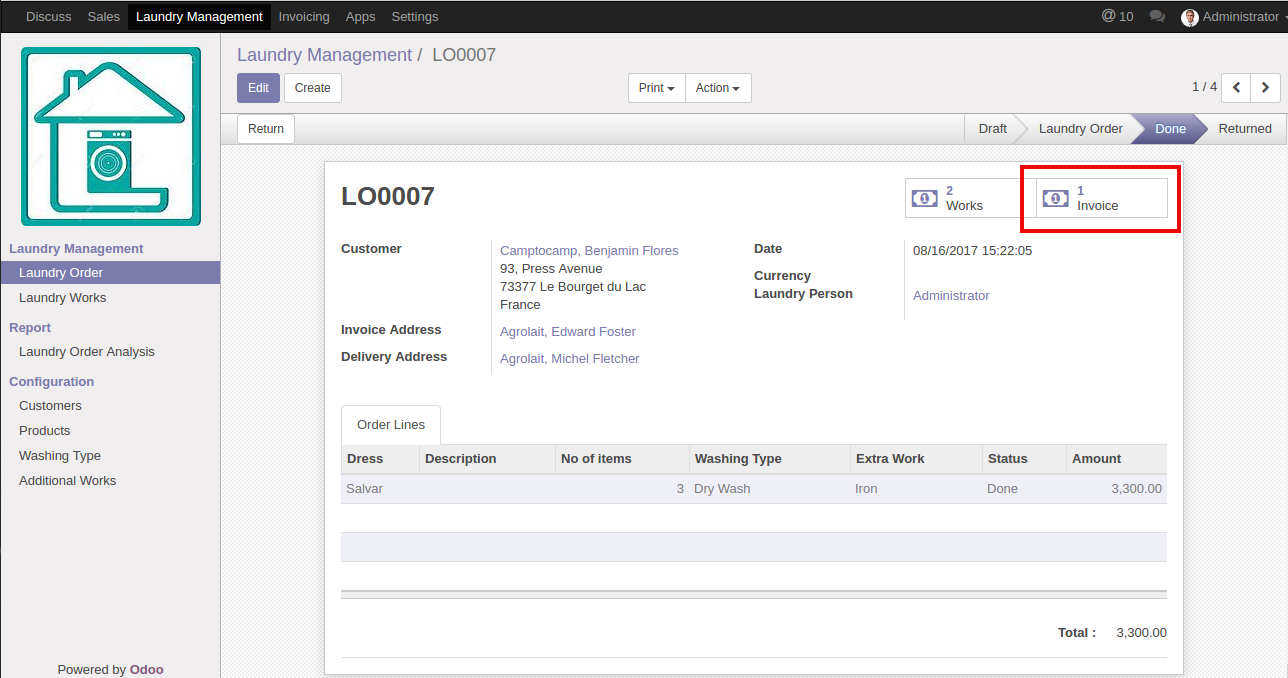 Discuss Sales Laundry Management Invoicing Apps Settings @ 10 Administrator
Laundry Management / LO0007
Edit Create Print Action 1 / 4
Return Draft Laundry Order Done Returned
LO0007
2
Works
1
Invoice
Customer Camptocamp, Benjamin Flores
93, Press Avenue
73377 Le Bourget du Lac
France
Invoice Address Agrolait, Edward Foster
Delivery Address Agrolait, Michel Fletcher
Date 08/16/2017 15:22:05
Currency
Laundry Person Administrator
Laundry Management
Laundry Order
Laundry Works
Report
Laundry Order Analysis
Configuration
Customers
Products
Washing Type
Additional Works
Order Lines
Dress Description No of items Washing Type Extra Work Status Amount
Salvar 3 Dry Wash Iron Done 3,300.00
Total : 3,300.00
Powered by Odoo